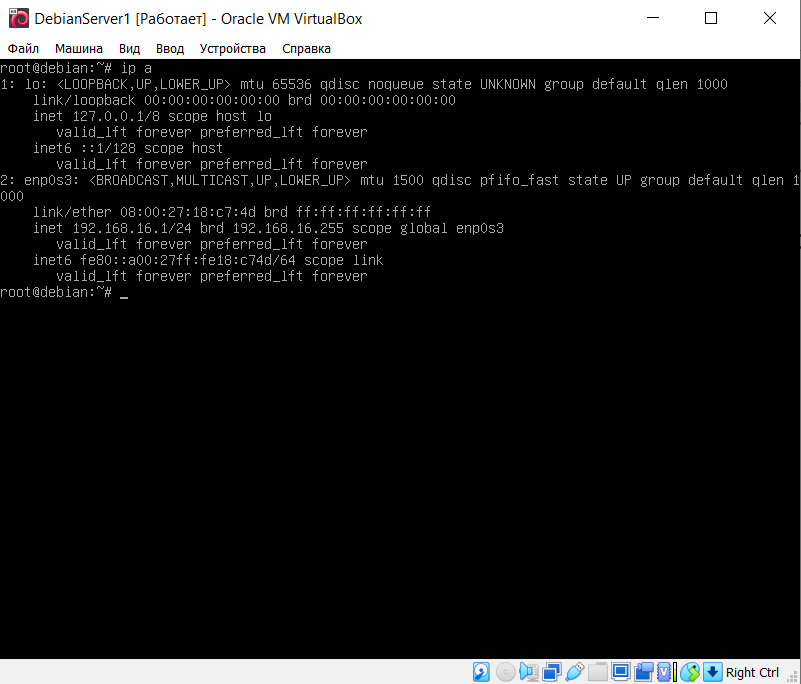 DebianServer1 [Работает] - Oracle VM VirtualBox
Файл Машина Вид Ввод Устройства Справка
root@debian:~# ip a
1: lo: <LOOPBACK,UP,LOWER_UP> mtu 65536 qdisc noqueue state UNKNOWN group default qlen 1000
    link/loopback 00:00:00:00:00:00 brd 00:00:00:00:00:00
    inet 127.0.0.1/8 scope host lo
       valid_lft forever preferred_lft forever
    inet6 ::1/128 scope host
       valid_lft forever preferred_lft forever
2: enp0s3: <BROADCAST,MULTICAST,UP,LOWER_UP> mtu 1500 qdisc pfifo_fast state UP group default qlen 1
000
    link/ether 08:00:27:18:c7:4d brd ff:ff:ff:ff:ff:ff
    inet 192.168.16.1/24 brd 192.168.16.255 scope global enp0s3
       valid_lft forever preferred_lft forever
    inet6 fe80::a00:27ff:fe18:c74d/64 scope link
       valid_lft forever preferred_lft forever
root@debian:~# _
Right Ctrl